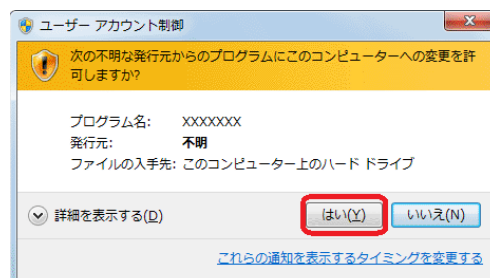 ユーザー アカウント制御
次の不明な発行元からのプログラムにこのコンピューターへの変更を許
可しますか?
プログラム名: XXXXXXX
発行元: 不明
ファイルの入手先: このコンピューター上のハード ドライブ
詳細を表示する(D) はい(Y) いいえ(N)
これらの通知を表示するタイミングを変更する